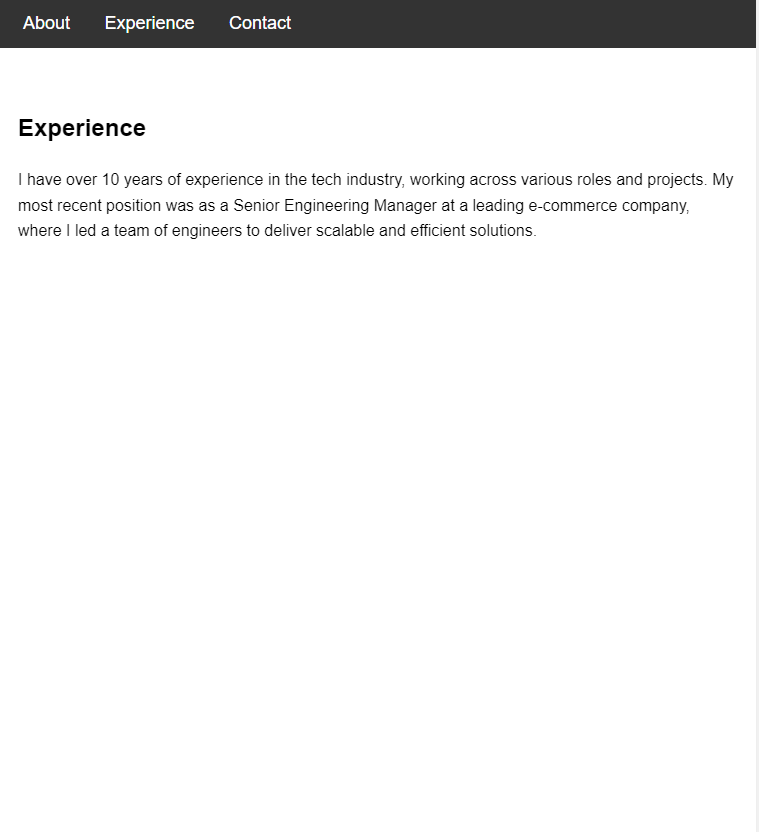 About Experience Contact
Experience
I have over 10 years of experience in the tech industry, working across various roles and projects. My
most recent position was as a Senior Engineering Manager at a leading e-commerce company,
where I led a team of engineers to deliver scalable and efficient solutions.